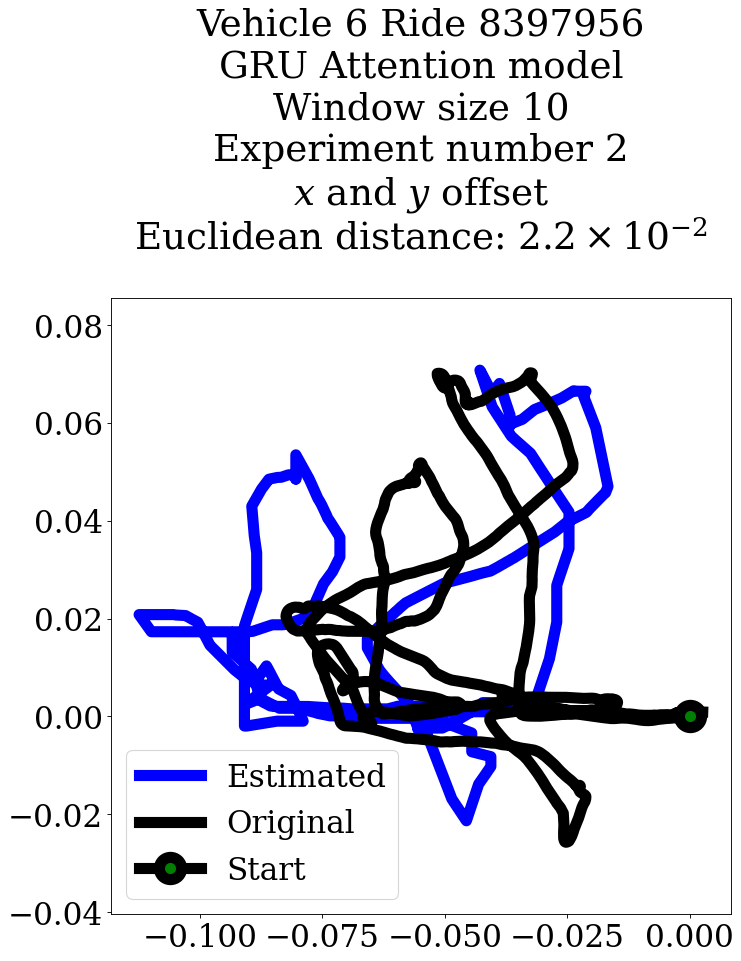 Vehicle 6 Ride 8397956
GRU Attention model
Window size 10
Experiment number 2
x and y offset
Euclidean distance: 2.2 × 10⁻²
0.08
0.06
0.04
0.02
0.00
−0.02
−0.04
Estimated
Original
Start
−0.100 −0.075 −0.050 −0.025 0.000